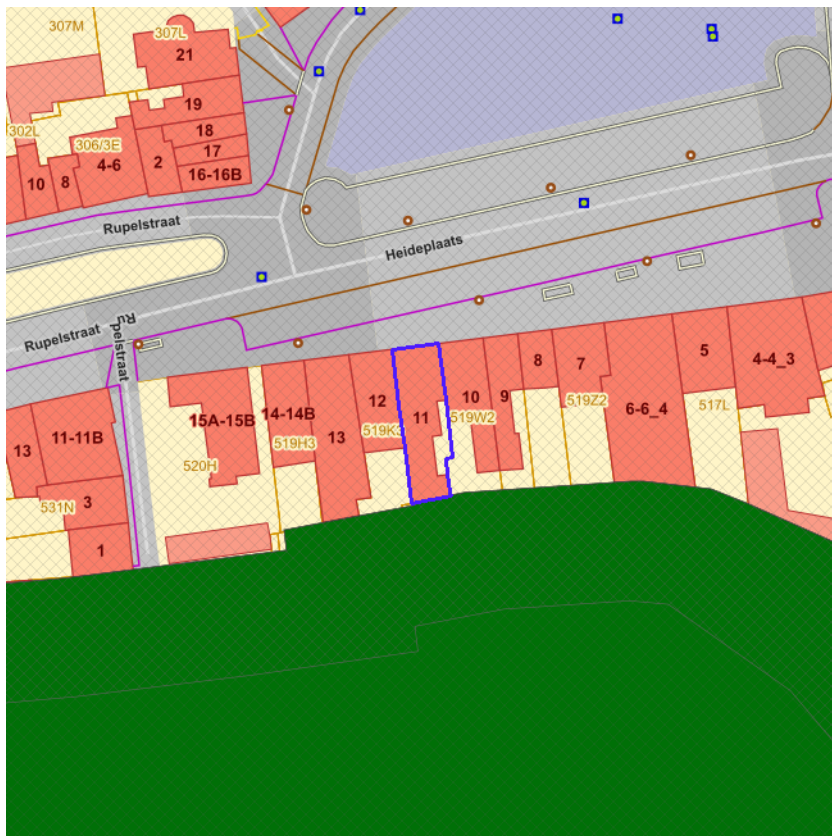 307M
307L
21
19
302L
306/3E
18
17
10
8
4-6
2
16-16B
Rupelstraat
Heideplaats
Rupelstraat
Rupelstraat
13
11-11B
15A-15B
14-14B
13
12
11
10
9
8
7
6-6_4
5
4-4_3
519K3
519W2
519Z2
517L
519H3
520H
531N
3
1